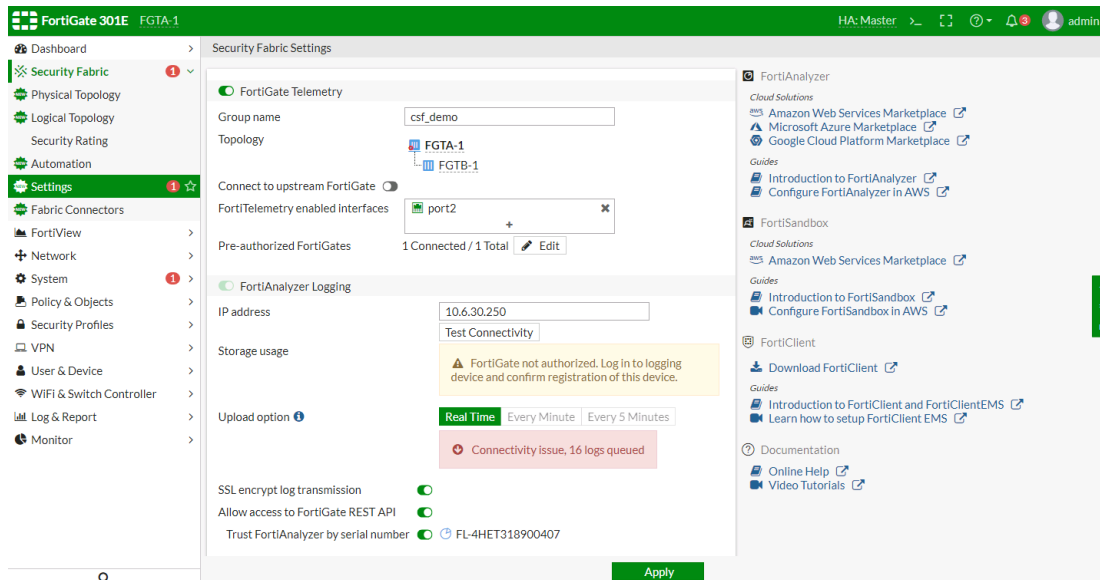 FortiGate 301E FGTA-1
HA: Master >_ 3 admin
Dashboard
Security Fabric 1
Physical Topology
Logical Topology
Security Rating
Automation
Settings 1
Fabric Connectors
FortiView
Network
System 1
Policy & Objects
Security Profiles
VPN
User & Device
WiFi & Switch Controller
Log & Report
Monitor
Security Fabric Settings
FortiGate Telemetry
Group name csf_demo
Topology
FGTA-1
FGTB-1
Connect to upstream FortiGate
FortiTelemetry enabled interfaces port2
+
Pre-authorized FortiGates 1 Connected / 1 Total Edit
FortiAnalyzer Logging
IP address 10.6.30.250
Test Connectivity
Storage usage
FortiGate not authorized. Log in to logging
device and confirm registration of this device.
Upload option Real Time Every Minute Every 5 Minutes
Connectivity issue, 16 logs queued
SSL encrypt log transmission
Allow access to FortiGate REST API
Trust FortiAnalyzer by serial number FL-4HET318900407
Apply
FortiAnalyzer
Cloud Solutions
aws Amazon Web Services Marketplace
Microsoft Azure Marketplace
Google Cloud Platform Marketplace
Guides
Introduction to FortiAnalyzer
Configure FortiAnalyzer in AWS
FortiSandbox
Cloud Solutions
aws Amazon Web Services Marketplace
Guides
Introduction to FortiSandbox
Configure FortiSandbox in AWS
FortiClient
Download FortiClient
Guides
Introduction to FortiClient and FortiClientEMS
Learn how to setup FortiClient EMS
Documentation
Online Help
Video Tutorials